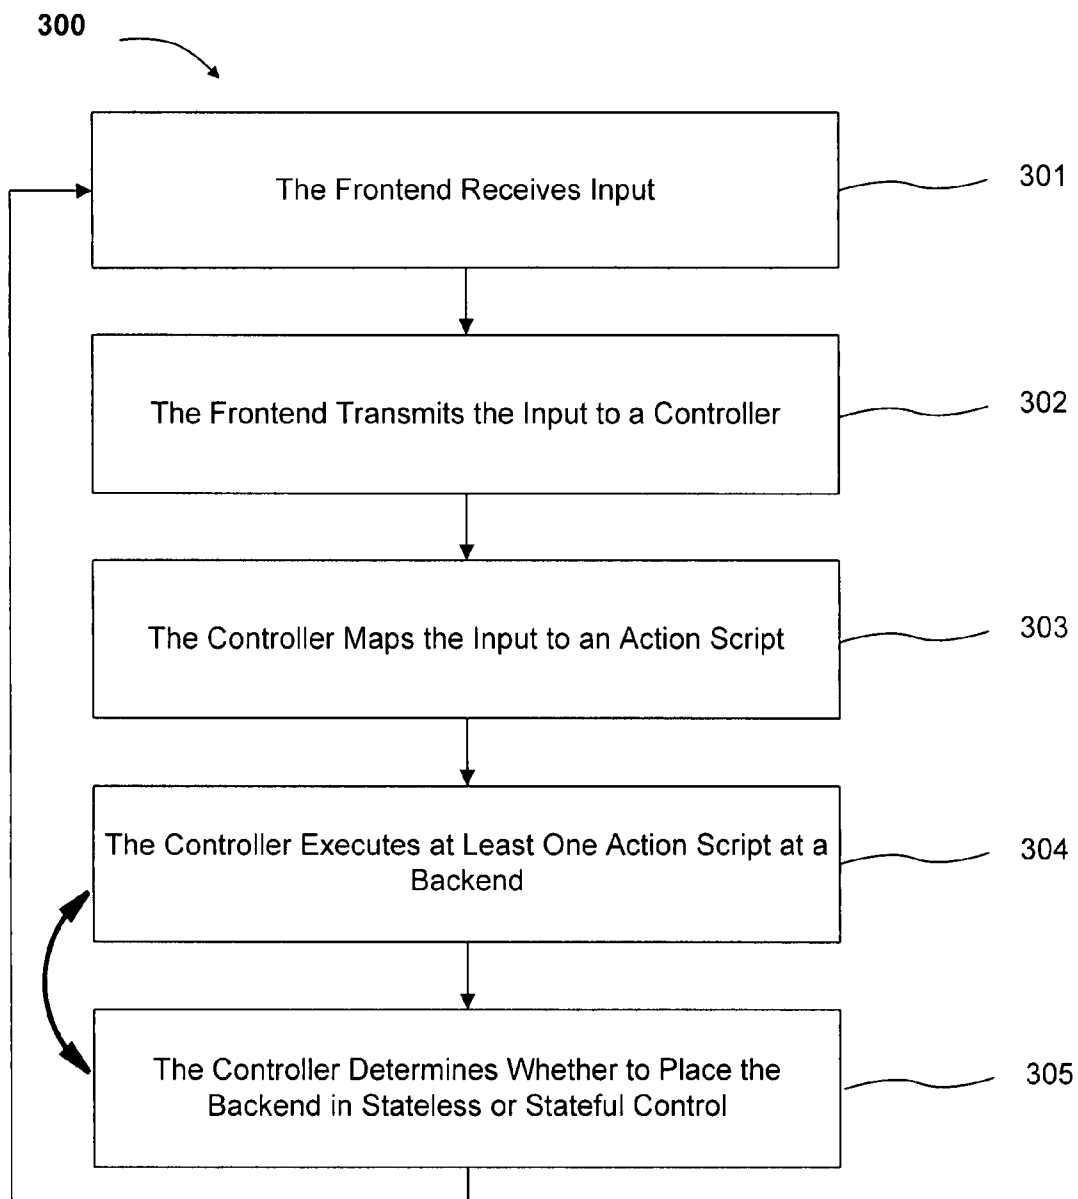 300
The Frontend Receives Input
301
The Frontend Transmits the Input to a Controller
302
The Controller Maps the Input to an Action Script
303
The Controller Executes at Least One Action Script at a
Backend
304
The Controller Determines Whether to Place the
Backend in Stateless or Stateful Control
305